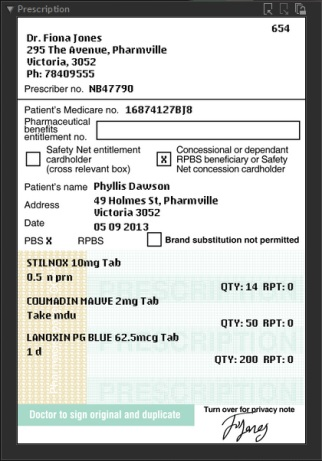 Prescription
654
Dr. Fiona Jones
295 The Avenue, Pharmville
Victoria, 3052
Ph: 78409555
Prescriber no. NB47790
Patient's Medicare no. 16874127BJ8
Pharmaceutical
benefits
entitlement no.
Safety Net entitlement
cardholder
(cross relevant box)
X
Concessional or dependant
RPBS beneficiary or Safety
Net concession cardholder
Patient's name Phyllis Dawson
Address 49 Holmes St, Pharmville
Victoria 3052
Date 05 09 2013
PBS X RPBS Brand substitution not permitted
STILNOX 10mg Tab
0.5 n prn
QTY: 14 RPT: 0
COUMADIN MAUVE 2mg Tab
Take mdu
QTY: 50 RPT: 0
LANOXIN PG BLUE 62.5mcg Tab
1 d
QTY: 200 RPT: 0
PRESCRIPTION
PRESCRIPTION
Doctor to sign original and duplicate
Turn over for privacy note
FJones